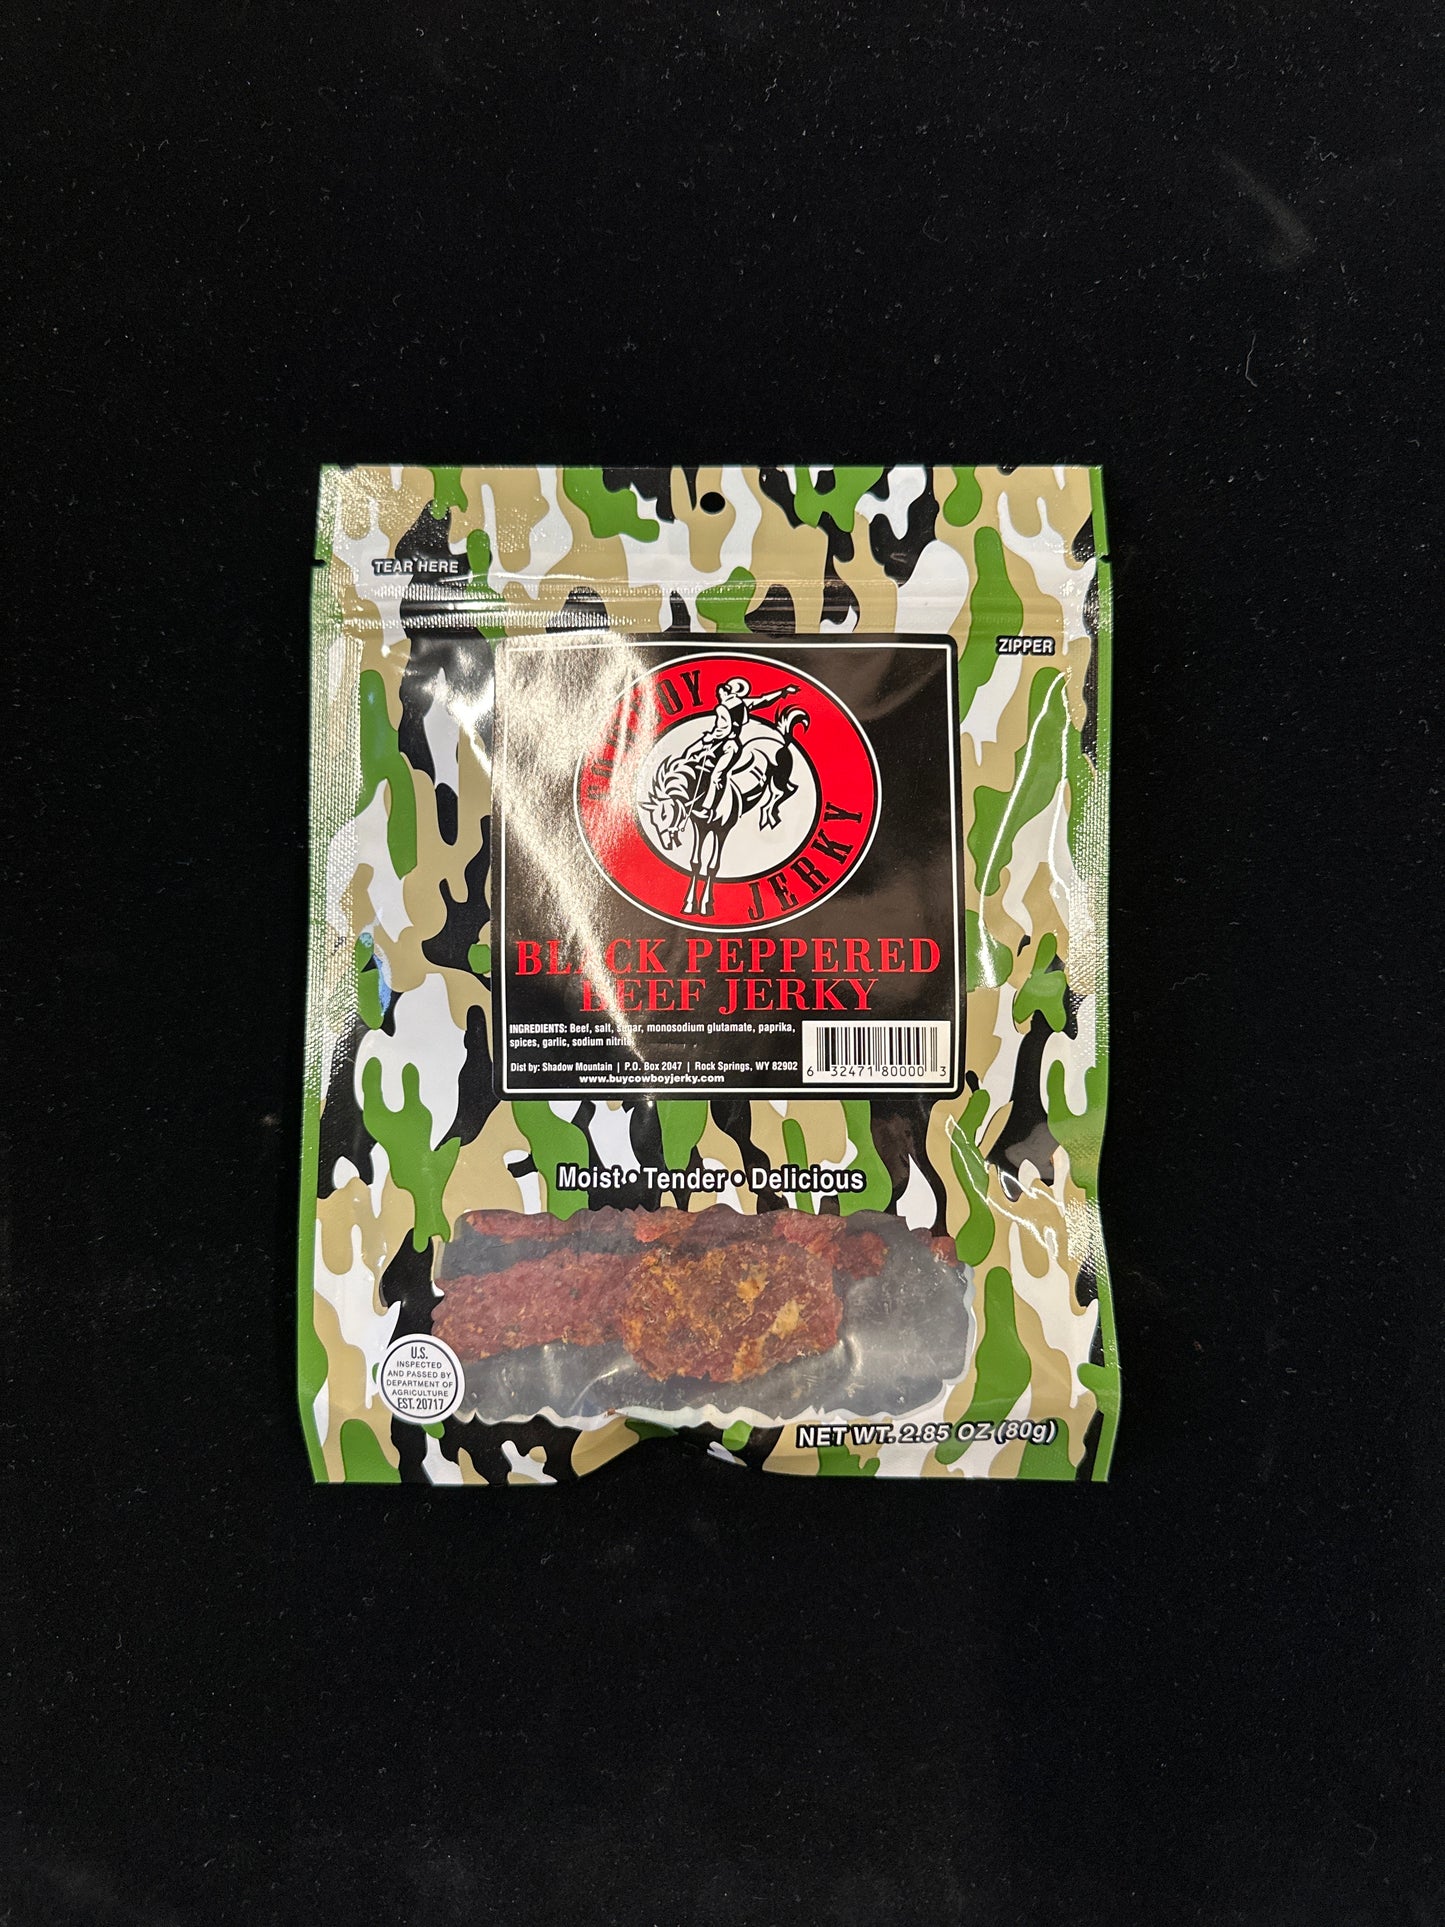 TEAR HERE
ZIPPER
COWBOY
JERKY
BLACK PEPPERED
BEEF JERKY
INGREDIENTS: Beef, salt, sugar, monosodium glutamate, paprika,
spices, garlic, sodium nitrite
Dist by: Shadow Mountain | P.O. Box 2047 | Rock Springs, WY 82902
www.buycowboyjerky.com
6 32471 80000 3
Moist • Tender • Delicious
U.S.
INSPECTED
AND PASSED BY
DEPARTMENT OF
AGRICULTURE
EST. 20717
NET WT. 2.85 OZ (80g)